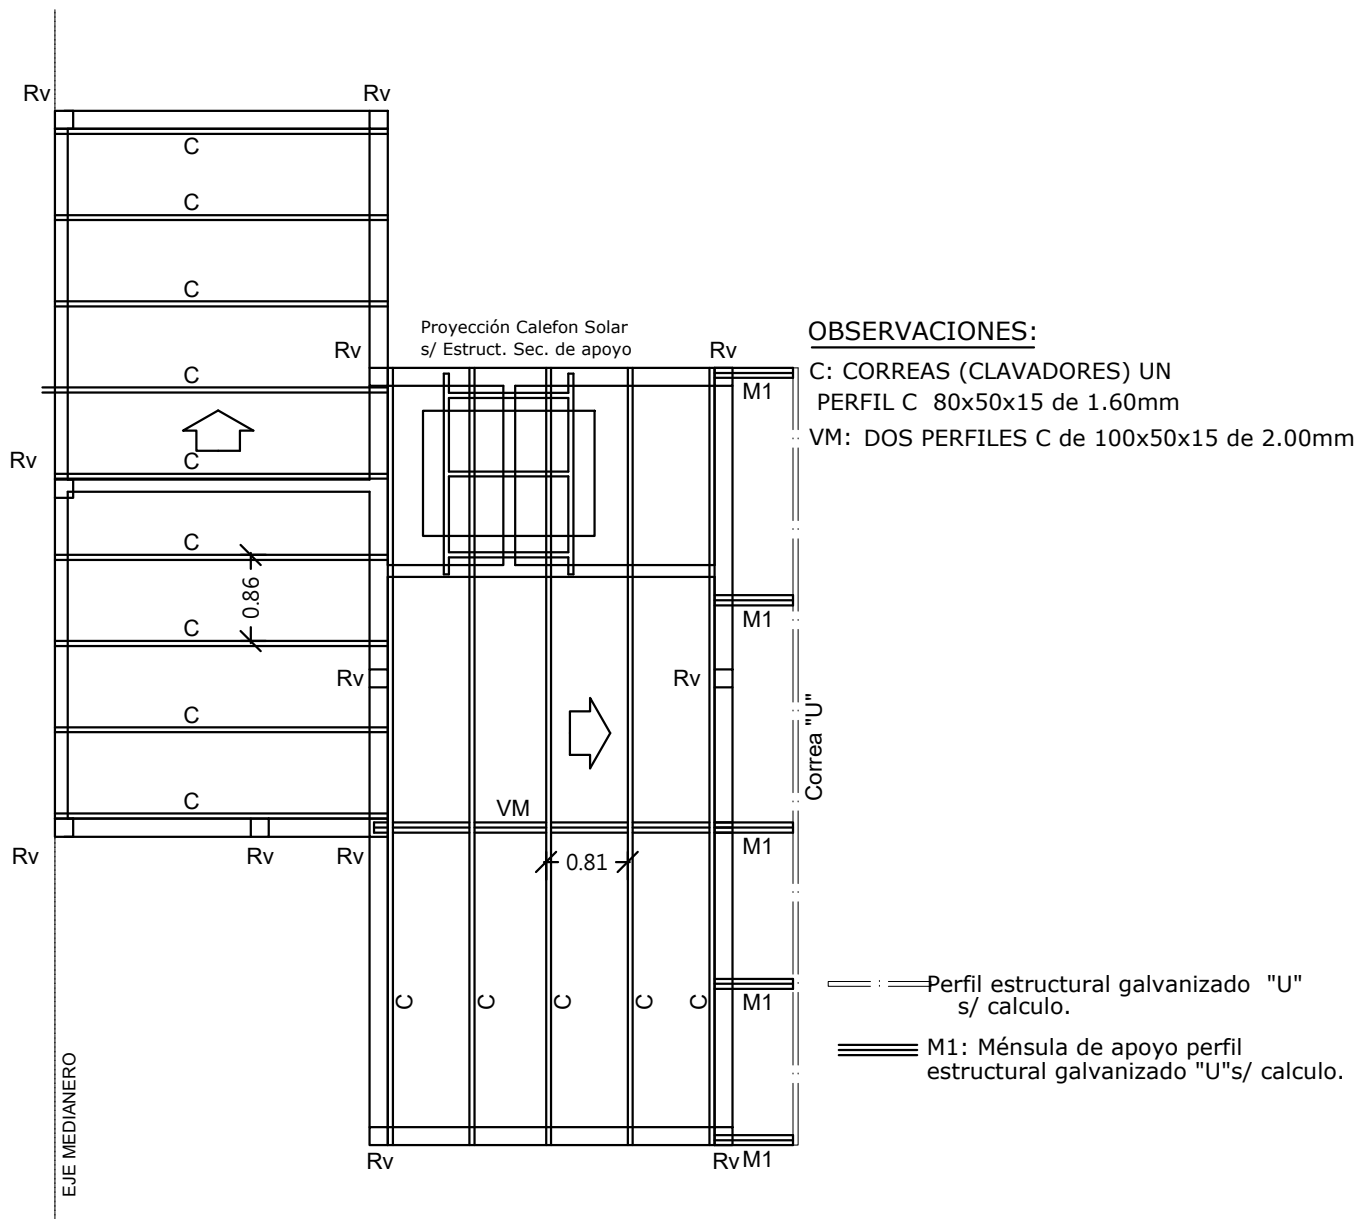 Rv
Rv
C
C
C
Proyección Calefon Solar
s/ Estruct. Sec. de apoyo
Rv
Rv
OBSERVACIONES:
C: CORREAS (CLAVADORES) UN
PERFIL C 80x50x15 de 1.60mm
VM: DOS PERFILES C de 100x50x15 de 2.00mm
C
M1
Rv
C
C
0.86
C
M1
Rv
Rv
C
Correa "U"
C
VM
M1
Rv
Rv
Rv
0.81
C
C
C
C
C
M1
Perfil estructural galvanizado "U"
s/ calculo.
M1: Ménsula de apoyo perfil
estructural galvanizado "U"s/ calculo.
EJE MEDIANERO
Rv
Rv
M1